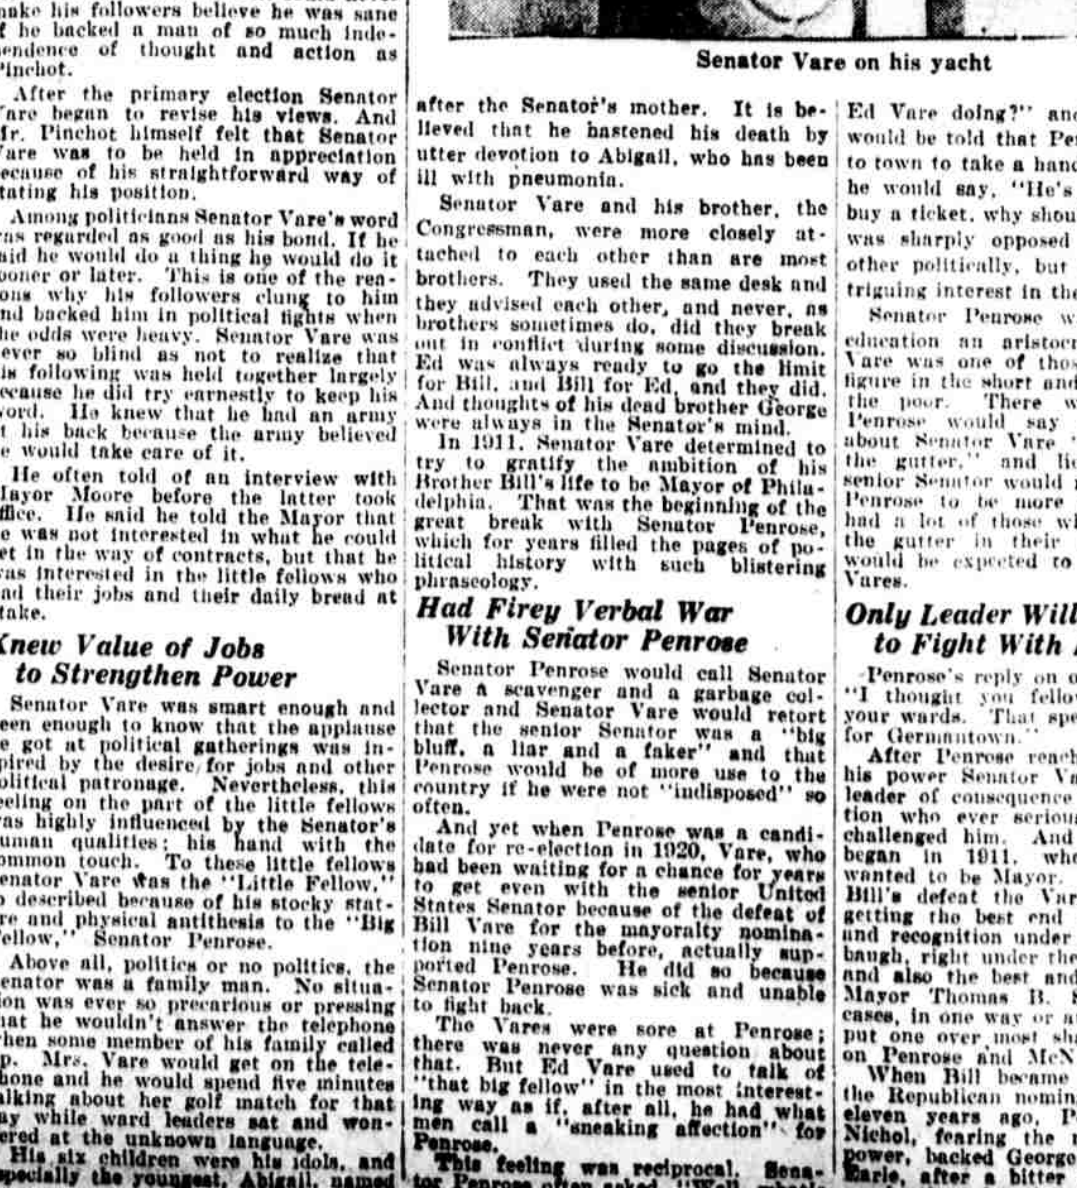 make his followers believe he was sane
if he backed a man of so much inde-
pendence of thought and action as
Pinchot.
After the primary election Senator
Vare began to revise his views. And
Mr. Pinchot himself felt that Senator
Vare was to be held in appreciation
because of his straightforward way of
stating his position.
Among politicians Senator Vare's word
was regarded as good as his bond. If he
said he would do a thing he would do it
sooner or later. This is one of the rea-
sons why his followers clung to him
and backed him in political fights when
the odds were heavy. Senator Vare was
never so blind as not to realize that
his following was held together largely
because he did try earnestly to keep his
word. He knew that he had an army
at his back because the army believed
he would take care of it.
He often told of an interview with
Mayor Moore before the latter took
office. He said he told the Mayor that
he was not interested in what he could
get in the way of contracts, but that he
was interested in the little fellows who
had their jobs and their daily bread at
stake.
Knew Value of Jobs
to Strengthen Power
Senator Vare was smart enough and
keen enough to know that the applause
he got at political gatherings was in-
spired by the desire for jobs and other
political patronage. Nevertheless, this
feeling on the part of the little fellows
was highly influenced by the Senator's
human qualities; his hand with the
common touch. To these little fellows
Senator Vare was the "Little Fellow,"
so described because of his stocky stat-
ure and physical antithesis to the "Big
Fellow," Senator Penrose.
Above all, politics or no politics, the
Senator was a family man. No situa-
tion was ever so precarious or pressing
that he wouldn't answer the telephone
when some member of his family called
up. Mrs. Vare would get on the tele-
phone and he would spend five minutes
talking about her golf match for that
day while ward leaders sat and won-
dered at the unknown language.
His six children were his idols, and
especially the youngest, Abigail, named
Senator Vare on his yacht
after the Senator's mother. It is be-
lieved that he hastened his death by
utter devotion to Abigail, who has been
ill with pneumonia.
Senator Vare and his brother, the
Congressman, were more closely at-
tached to each other than are most
brothers. They used the same desk and
they advised each other, and never, as
brothers sometimes do, did they break
out in conflict during some discussion.
Ed was always ready to go the limit
for Bill, and Bill for Ed, and they did.
And thoughts of his dead brother George
were always in the Senator's mind.
In 1911, Senator Vare determined to
try to gratify the ambition of his
Brother Bill's life to be Mayor of Phila-
delphia. That was the beginning of the
great break with Senator Penrose,
which for years filled the pages of po-
litical history with such blistering
phraseology.
Had Firey Verbal War
With Senator Penrose
Senator Penrose would call Senator
Vare a scavenger and a garbage col-
lector and Senator Vare would retort
that the senior Senator was a "big
bluff, a liar and a faker" and that
Penrose would be of more use to the
country if he were not "indisposed" so
often.
And yet when Penrose was a candi-
date for re-election in 1920, Vare, who
had been waiting for a chance for years
to get even with the senior United
States Senator because of the defeat of
Bill Vare for the mayoralty nomina-
tion nine years before, actually sup-
ported Penrose. He did so because
Senator Penrose was sick and unable
to fight back.
The Vares were sore at Penrose;
there was never any question about
that. But Ed Vare used to talk of
"that big fellow" in the most interest-
ing way as if, after all, he had what
men call a "sneaking affection" for
Penrose.
This feeling was reciprocal. Sena-
tor Penrose often asked, "Well, what's
Ed Vare doing?" and
would be told that Pe
to town to take a hand
he would say, "He's
buy a ticket, why shou
was sharply opposed
other politically, but
triguing interest in the
Senator Penrose w
education an aristocr
Vare was one of thos
figure in the short and
the poor. There w
Penrose would say
about Senator Vare "
the gutter," and
senior Senator would
Penrose to be more
had a lot of those w
the gutter in their
would be expected to
Vares.
Only Leader Will
to Fight With
Penrose's reply on o
"I thought you fello
your wards. That spe
for Germantown."
After Penrose reach
his power Senator Va
leader of consequence
tion who ever serious
challenged him. And
began in 1911, whe
wanted to be Mayor.
Bill's defeat the Var
getting the best end
and recognition under
baugh, right under the
and also the best and
Mayor Thomas B. S
cases, in one way or a
put one over most sh
on Penrose and McN
When Bill became
the Republican nomin
eleven years ago, P
Nichol, fearing the
power, backed George
Earle, after a bitter